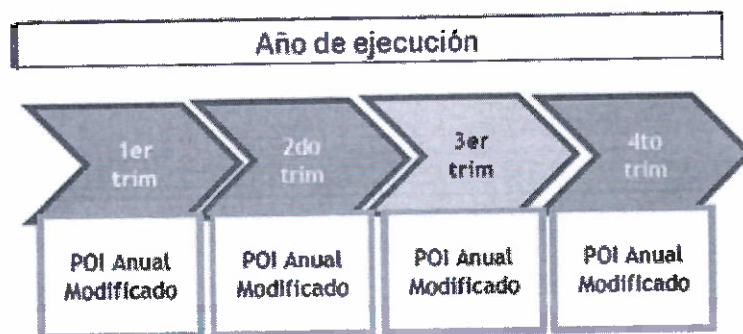 Año de ejecución
1er
trim
2do
trim
3er
trim
4to
trim
POI Anual
Modificado
POI Anual
Modificado
POI Anual
Modificado
POI Anual
Modificado